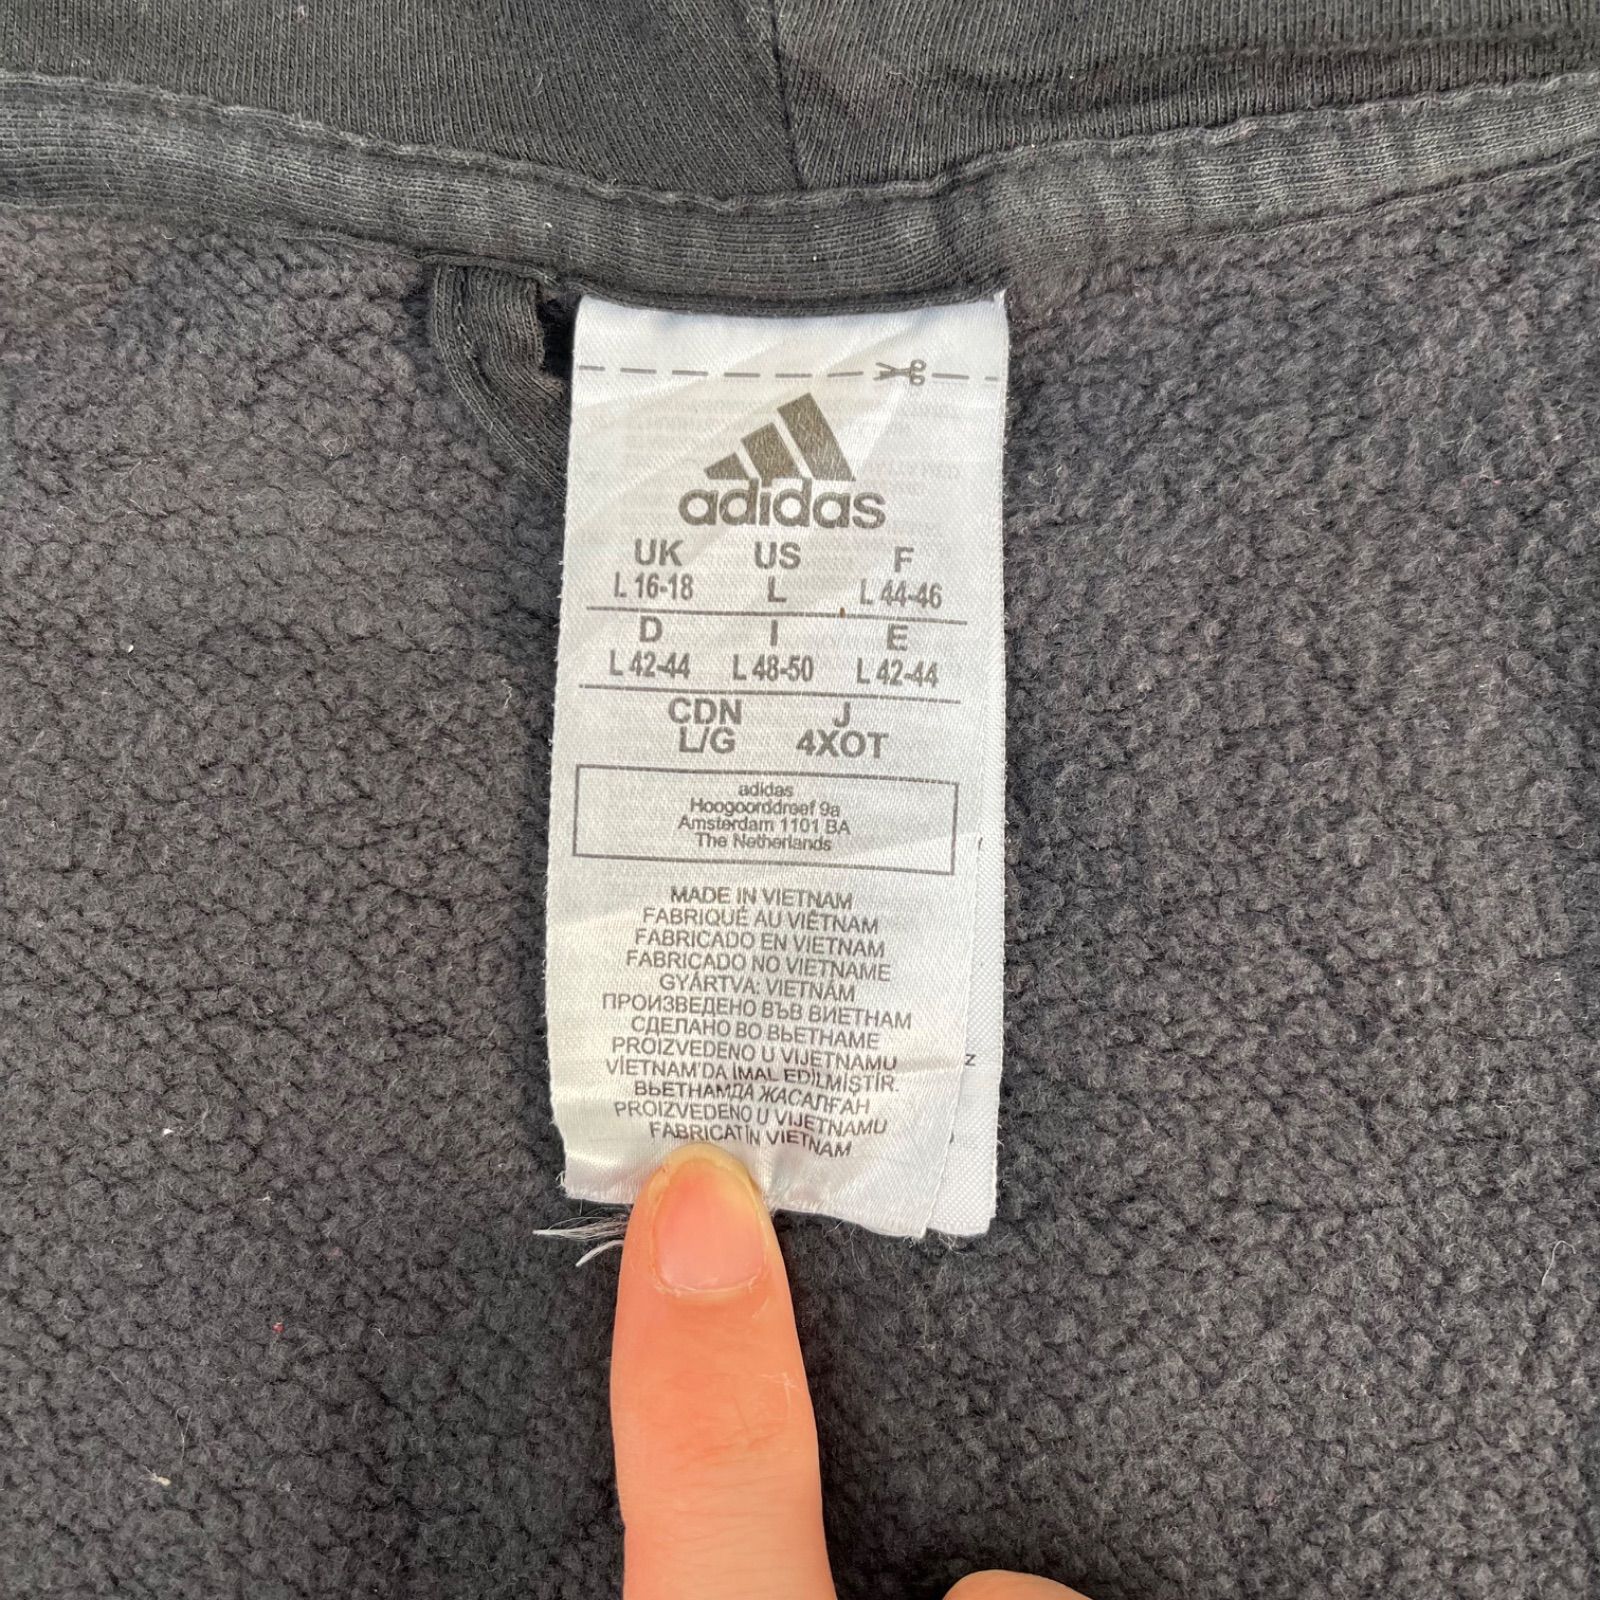 adidas
UK US F
L 16-18 L L 44-46
D I E
L 42-44 L 48-50 L 42-44
CDN J
L/G 4XOT
adidas
Hoogoorddreef 9a
Amsterdam 1101 BA
The Netherlands
MADE IN VIETNAM
FABRIQUÉ AU VIÊTNAM
FABRICADO EN VIETNAM
FABRICADO NO VIETNAME
GYÁRTVA: VIETNÁM
ПРОИЗВЕДЕНО ВЪВ ВИЕТНАМ
СДЕЛАНО ВО ВЬЕТНАМЕ
PROIZVEDENO U VIJETNAMU
VİETNAM'DA İMAL EDİLMİŞTİR.
ВЬЕТНАМДА ЖАСАЛҒАН
PROIZVEDENO U VIJETNAMU
FABRICAT ÎN VIETNAM